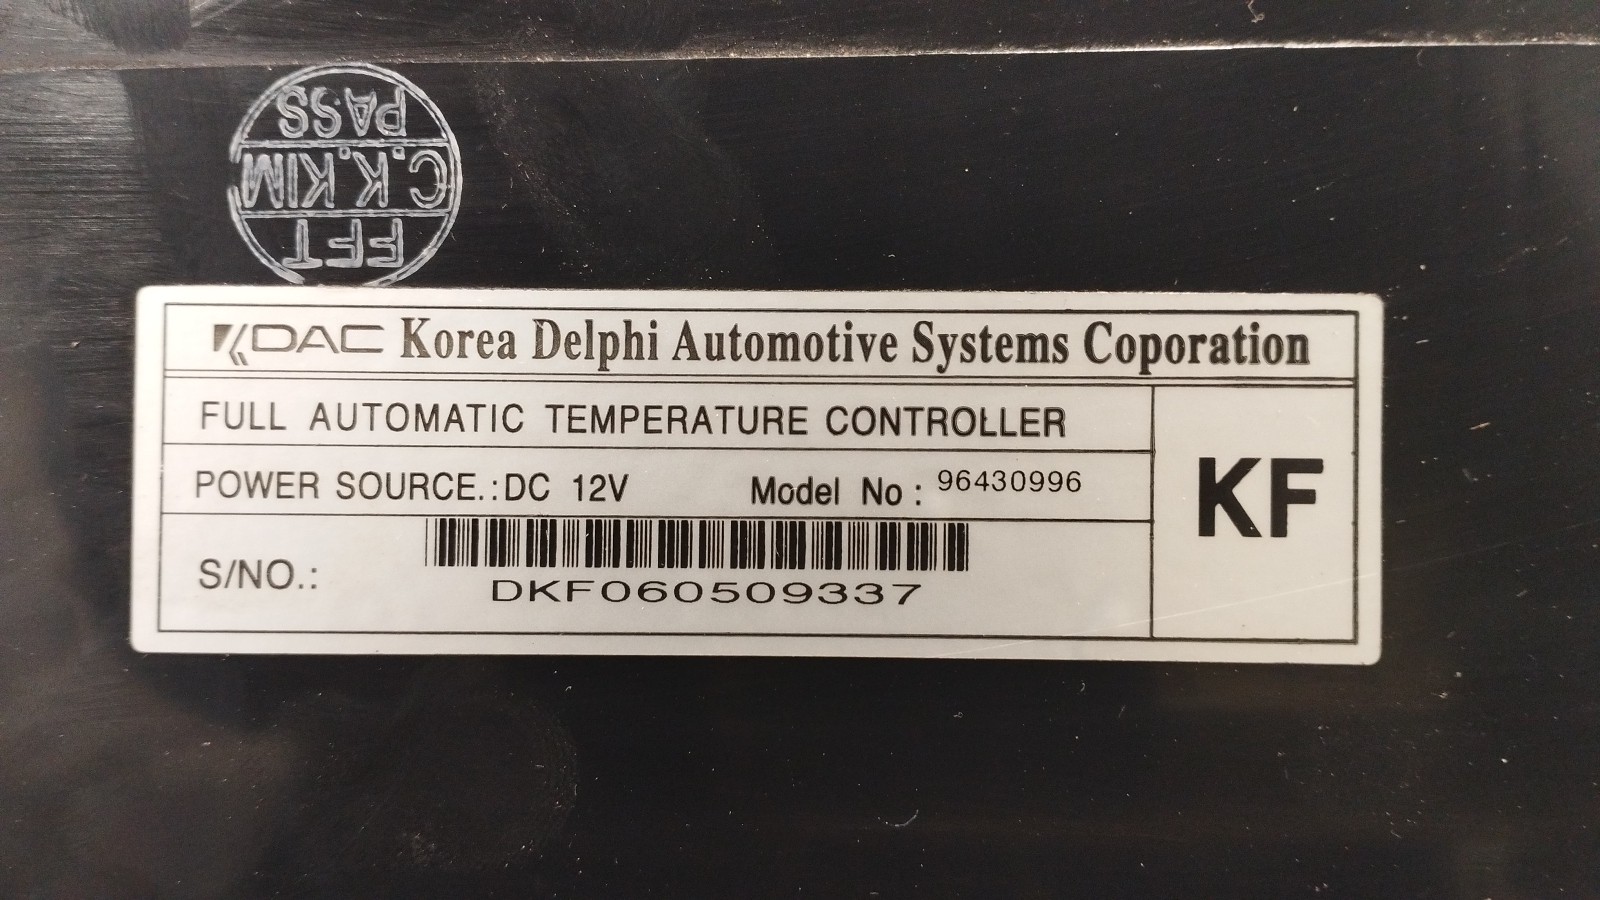 PASS
C.K.KIM
FFT
KDAC Korea Delphi Automotive Systems Coporation
FULL AUTOMATIC TEMPERATURE CONTROLLER
POWER SOURCE.:DC 12V Model No : 96430996
KF
S/NO.:
DKF060509337